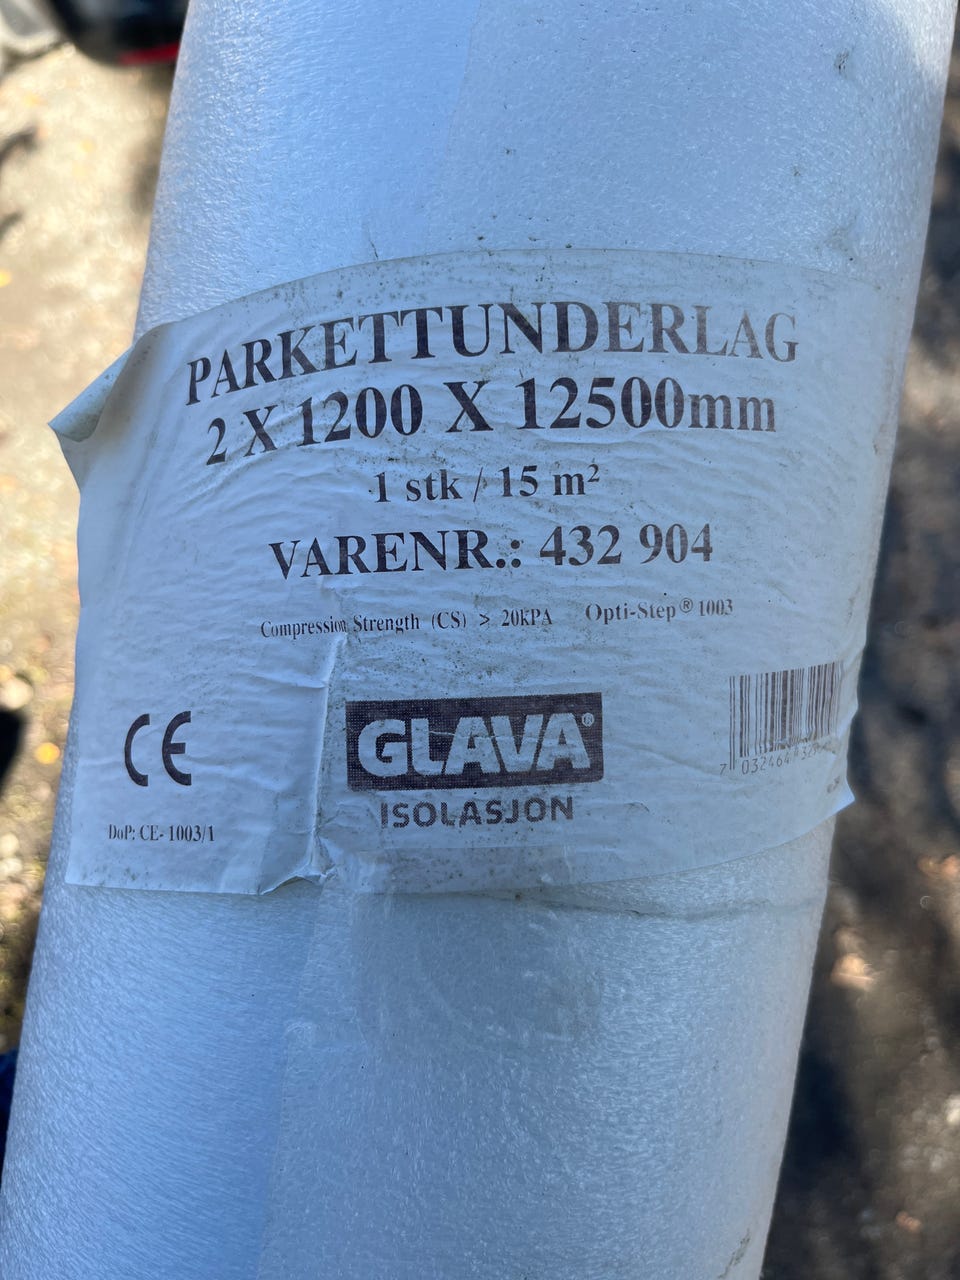 PARKETTUNDERLAG
2 X 1200 X 12500mm
1 stk / 15 m²
VARENR.: 432 904
Compression Strength (CS) > 20kPA Opti-Step® 1003
CE
GLAVA®
ISOLASJON
DoP: CE- 1003/1